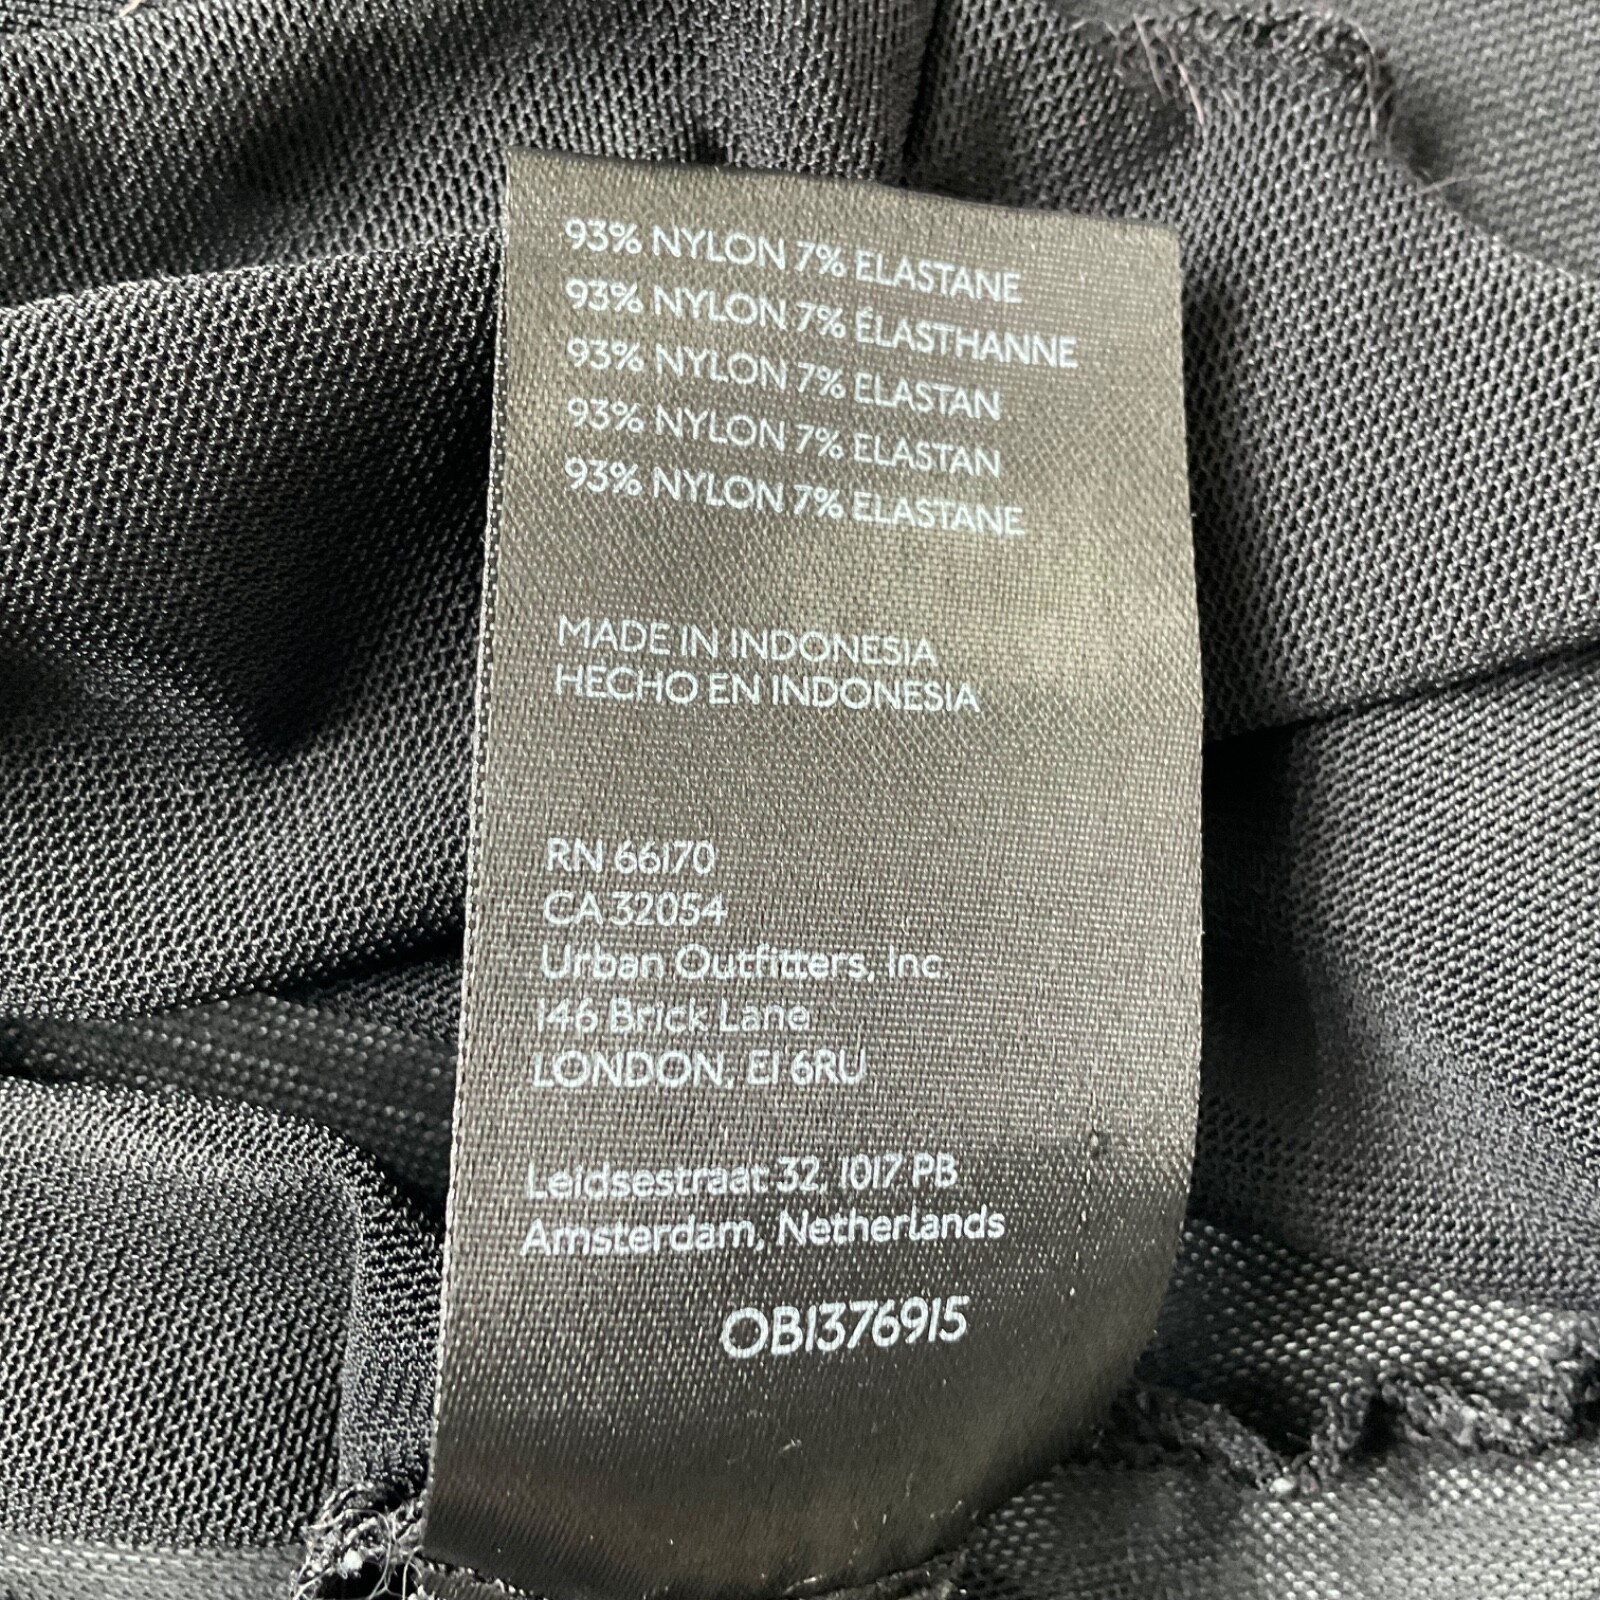 93% NYLON 7% ELASTANE
93% NYLON 7% ÉLASTHANNE
93% NYLON 7% ELASTAN
93% NYLON 7% ELASTAN
93% NYLON 7% ELASTANE
MADE IN INDONESIA
HECHO EN INDONESIA
RN 66170
CA 32054
Urban Outfitters, Inc.
146 Brick Lane
LONDON, E1 6RU
Leidsestraat 32, 1017 PB
Amsterdam, Netherlands
OB1376915